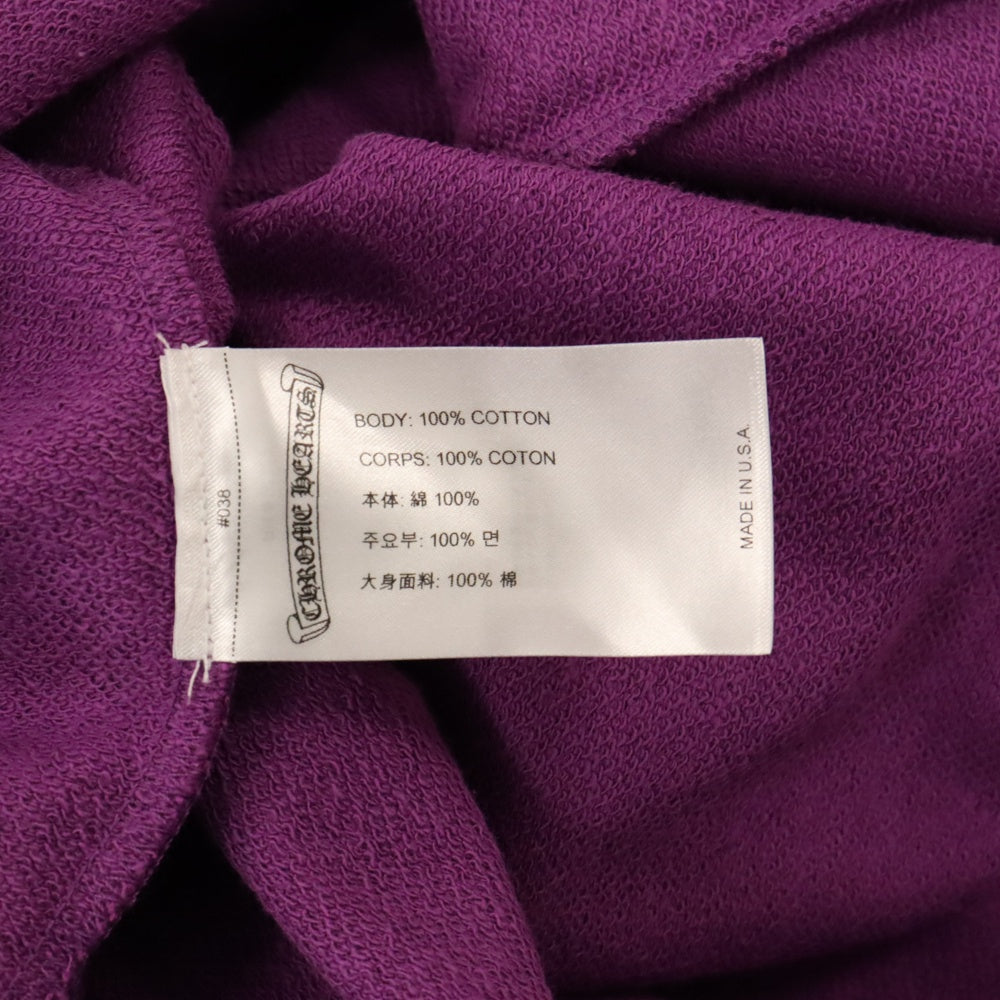 #038
CHROME HEARTS
BODY: 100% COTTON
CORPS: 100% COTON
本体: 綿 100%
주요부: 100% 면
大身面料: 100% 棉
MADE IN U.S.A.